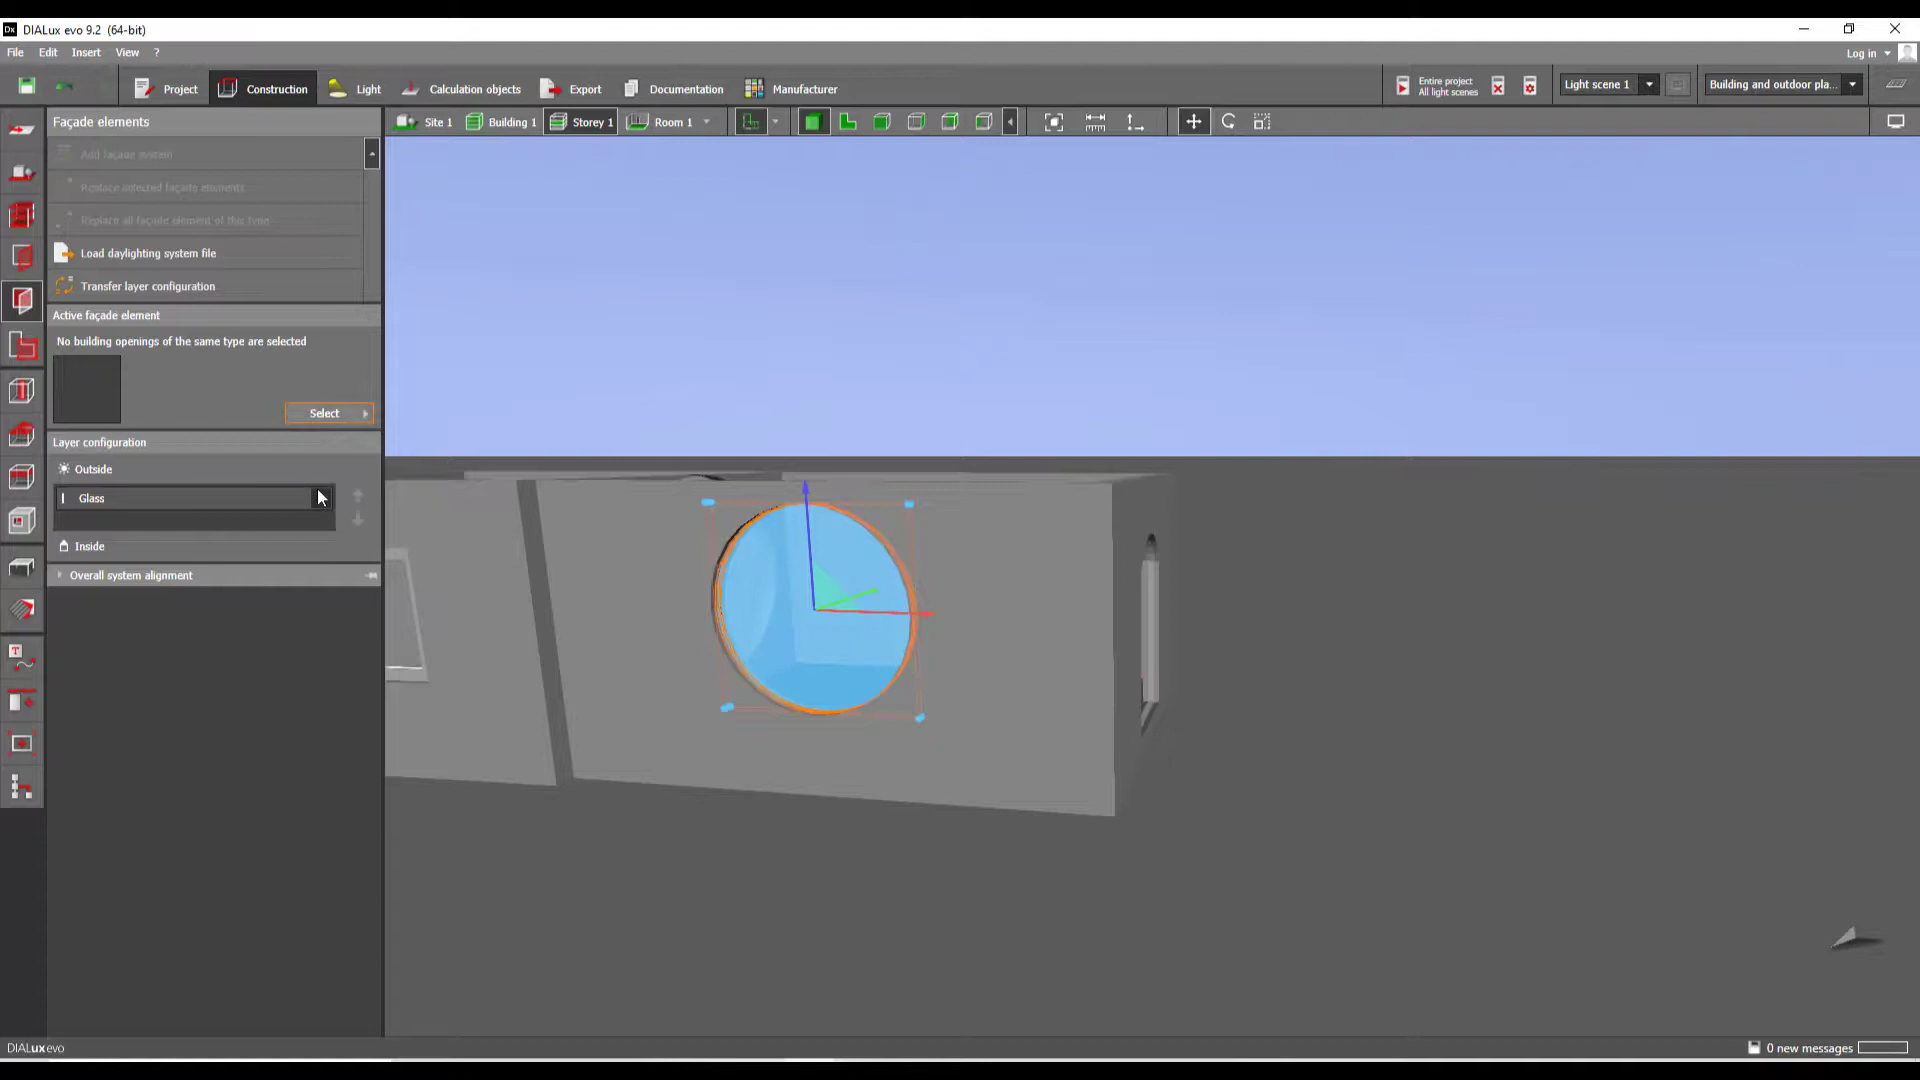 Dx DIALux evo 9.2 (64-bit)
File Edit Insert View ?
Log in
Project Construction Light Calculation objects Export Documentation Manufacturer
Entire project
All light scenes
Light scene 1
Building and outdoor pla...
Façade elements
Site 1 Building 1 Storey 1 Room 1
Add façade system
Replace selected façade elements
Replace all façade element of this type
Load daylighting system file
Transfer layer configuration
Active façade element
No building openings of the same type are selected
Select
Layer configuration
Outside
Glass
Inside
Overall system alignment
T
DIALux evo
0 new messages